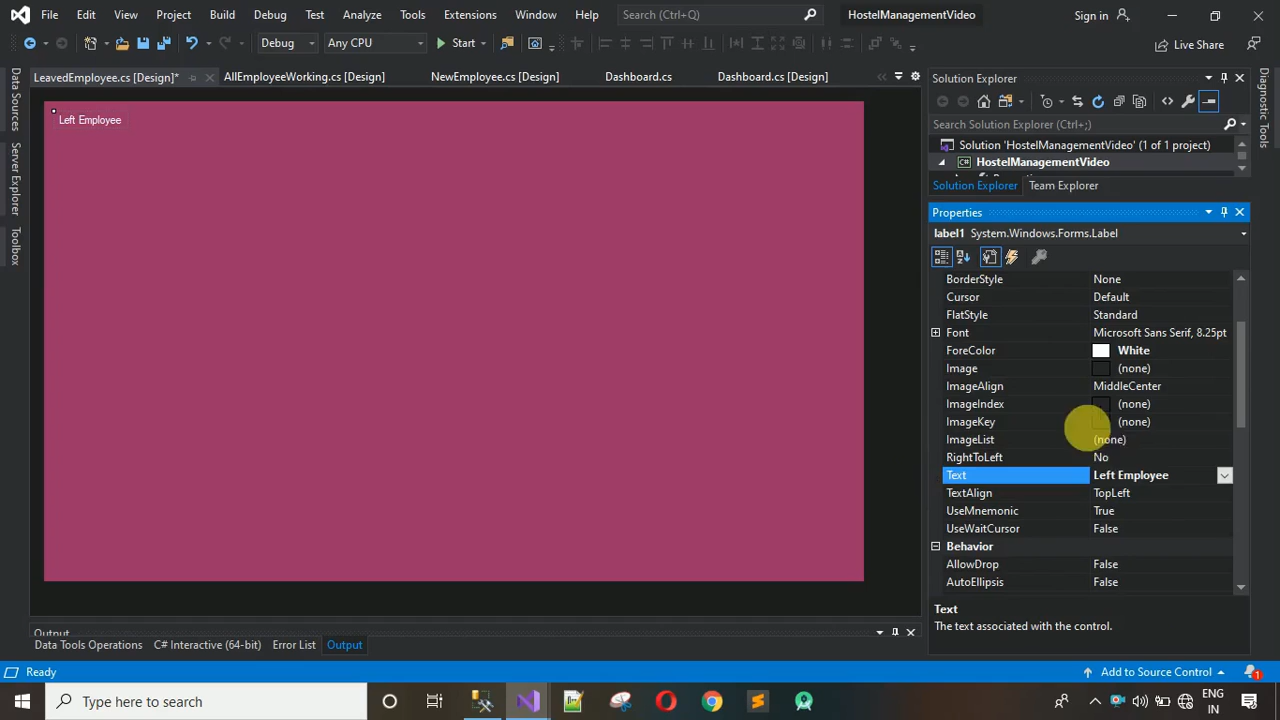 File Edit View Project Build Debug Test Analyze Tools Extensions Window Help Search (Ctrl+Q) HostelManagementVideo Sign in
Debug Any CPU Start Live Share
LeavedEmployee.cs [Design]* AllEmployeeWorking.cs [Design] NewEmployee.cs [Design] Dashboard.cs Dashboard.cs [Design]
Data Sources
Server Explorer
Toolbox
Left Employee
Solution Explorer
Search Solution Explorer (Ctrl+;)
Solution 'HostelManagementVideo' (1 of 1 project)
C# HostelManagementVideo
Solution Explorer Team Explorer
Diagnostic Tools
Properties
label1 System.Windows.Forms.Label
BorderStyle None
Cursor Default
FlatStyle Standard
Font Microsoft Sans Serif, 8.25pt
ForeColor White
Image (none)
ImageAlign MiddleCenter
ImageIndex (none)
ImageKey (none)
ImageList (none)
RightToLeft No
Text Left Employee
TextAlign TopLeft
UseMnemonic True
UseWaitCursor False
Behavior
AllowDrop False
AutoEllipsis False
Text
The text associated with the control.
Output
Data Tools Operations C# Interactive (64-bit) Error List Output
Ready Add to Source Control 1
Type here to search ENG
IN